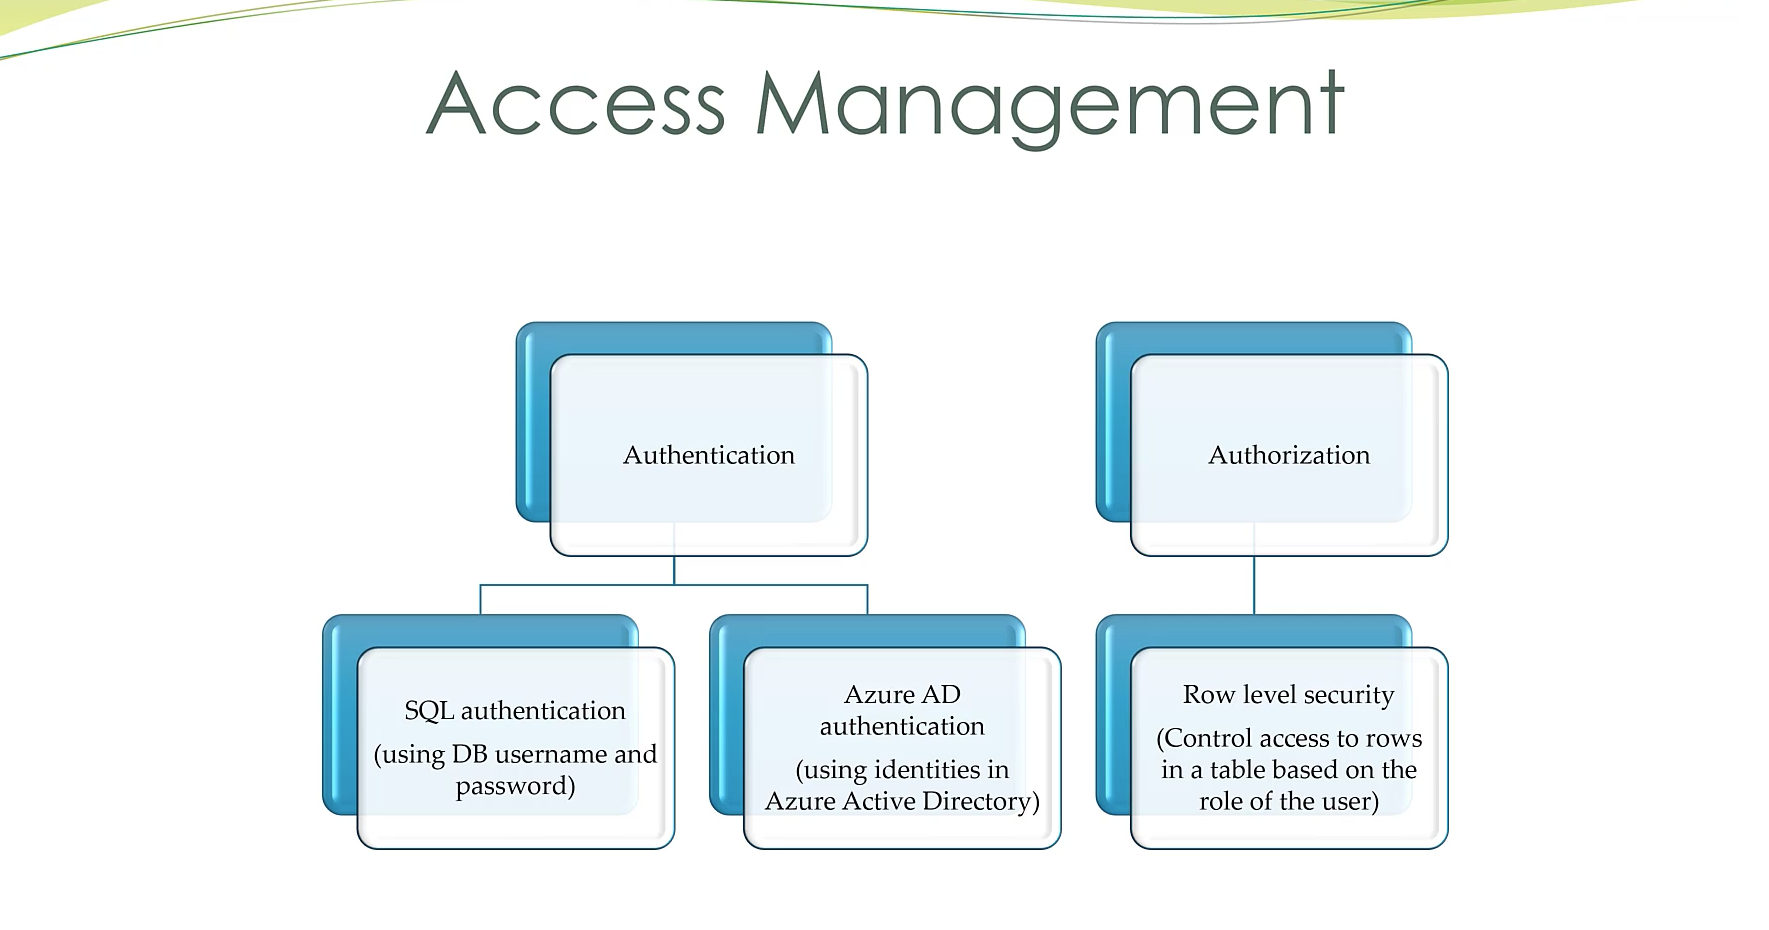 Access Management
Authentication
Authorization
SQL authentication
(using DB username and
password)
Azure AD
authentication
(using identities in
Azure Active Directory)
Row level security
(Control access to rows
in a table based on the
role of the user)